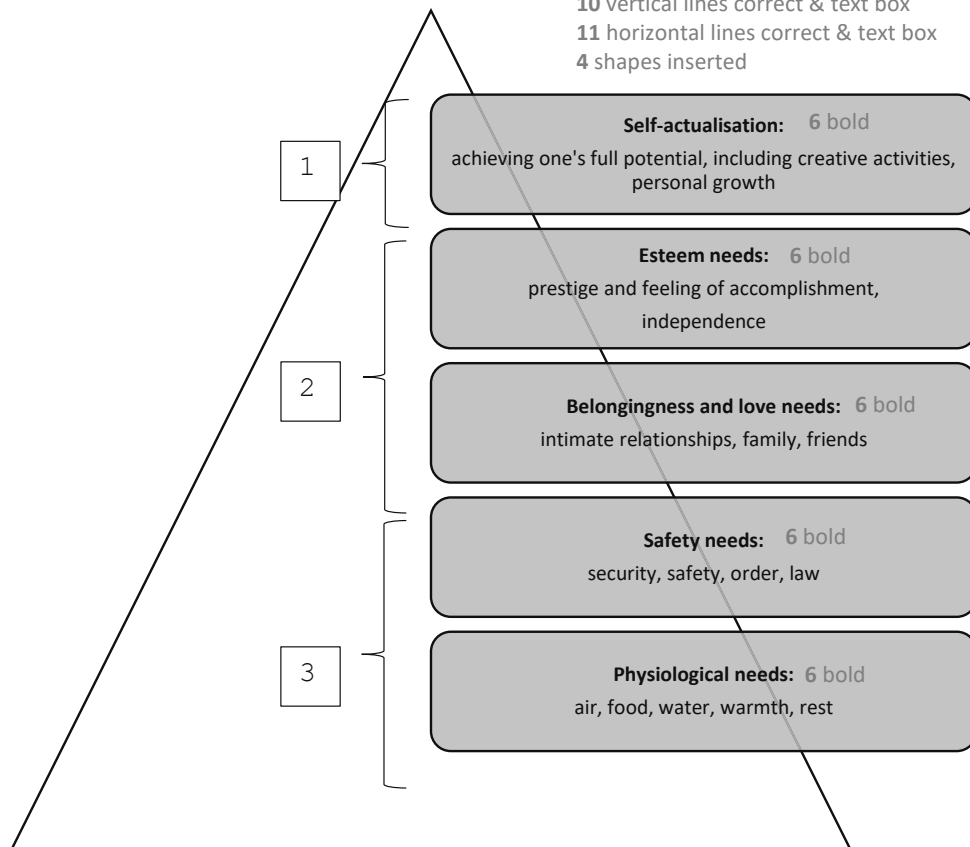 10 vertical lines correct & text box
11 horizontal lines correct & text box
4 shapes inserted
Self-actualisation: 6 bold
achieving one's full potential, including creative activities,
personal growth
1
Esteem needs: 6 bold
prestige and feeling of accomplishment,
independence
2
Belongingness and love needs: 6 bold
intimate relationships, family, friends
Safety needs: 6 bold
security, safety, order, law
3
Physiological needs: 6 bold
air, food, water, warmth, rest